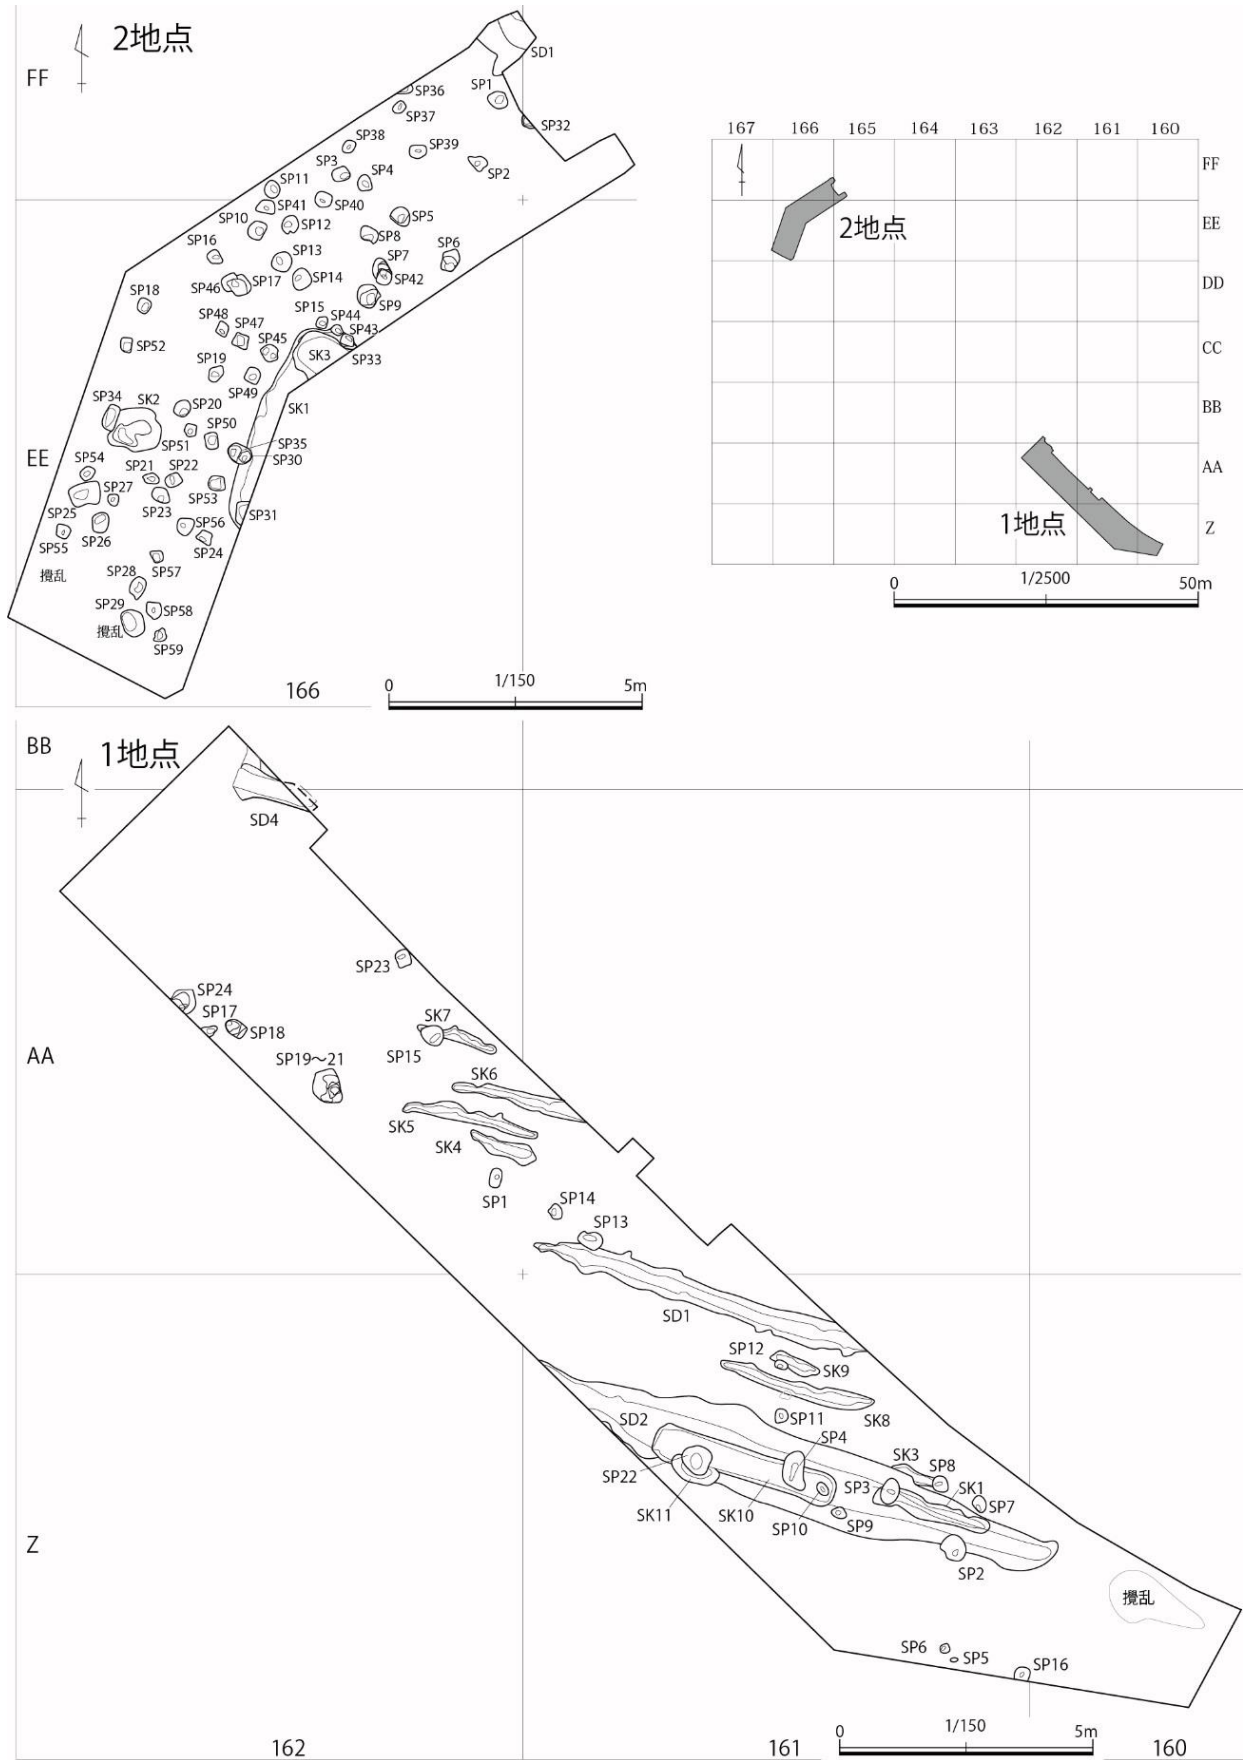 2地点
FF
SD1
SP36
SP1
SP37
SP32
SP38
SP39
SP3
SP4
SP2
SP11
SP41
SP40
SP10
SP12
SP5
SP8
SP16
SP13
SP7
SP6
SP46
SP17
SP14
SP42
SP9
SP18
SP48
SP47
SP15
SP44
SP43
SP45
SK3
SP33
SP52
SP19
SP49
SP34
SK2
SP20
SK1
SP50
SP51
SP35
SP30
EE
SP54
SP21
SP22
SP27
SP53
SP25
SP23
SP31
SP26
SP56
SP55
SP24
SP57
攪乱
SP28
SP29
SP58
攪乱
SP59
166
0 1/150 5m
167 166 165 164 163 162 161 160
FF
EE
2地点
DD
CC
BB
AA
1地点
Z
0 1/2500 50m
BB
1地点
SD4
SP23
SP24
SP17
SP18
SK7
SP15
AA
SP19～21
SK6
SK5
SK4
SP1
SP14
SP13
SD1
SP12
SK9
SK8
SD2
SP11
SP4
SK3
SP8
SP22
SP3
SK1
SP7
SK11
SK10
SP10
SP9
Z
SP2
攪乱
SP6
SP5
SP16
0 1/150 5m
162
161
160